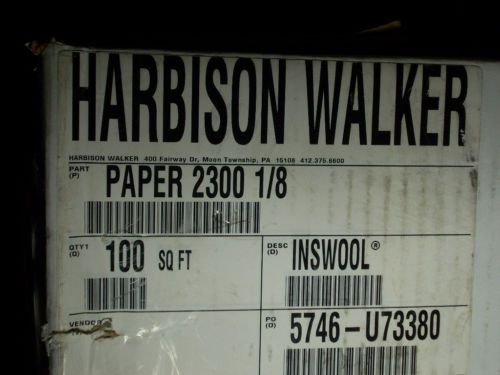 HARBISON WALKER
HARBISON WALKER 400 Fairway Dr, Moon Township, PA 15108 412.375.6600
PART
(P)
PAPER 2300 1/8
QTY1
(Q)
100 SQ FT
DESC
(D)
INSWOOL®
VENDOR
PO
(O)
5746-U73380